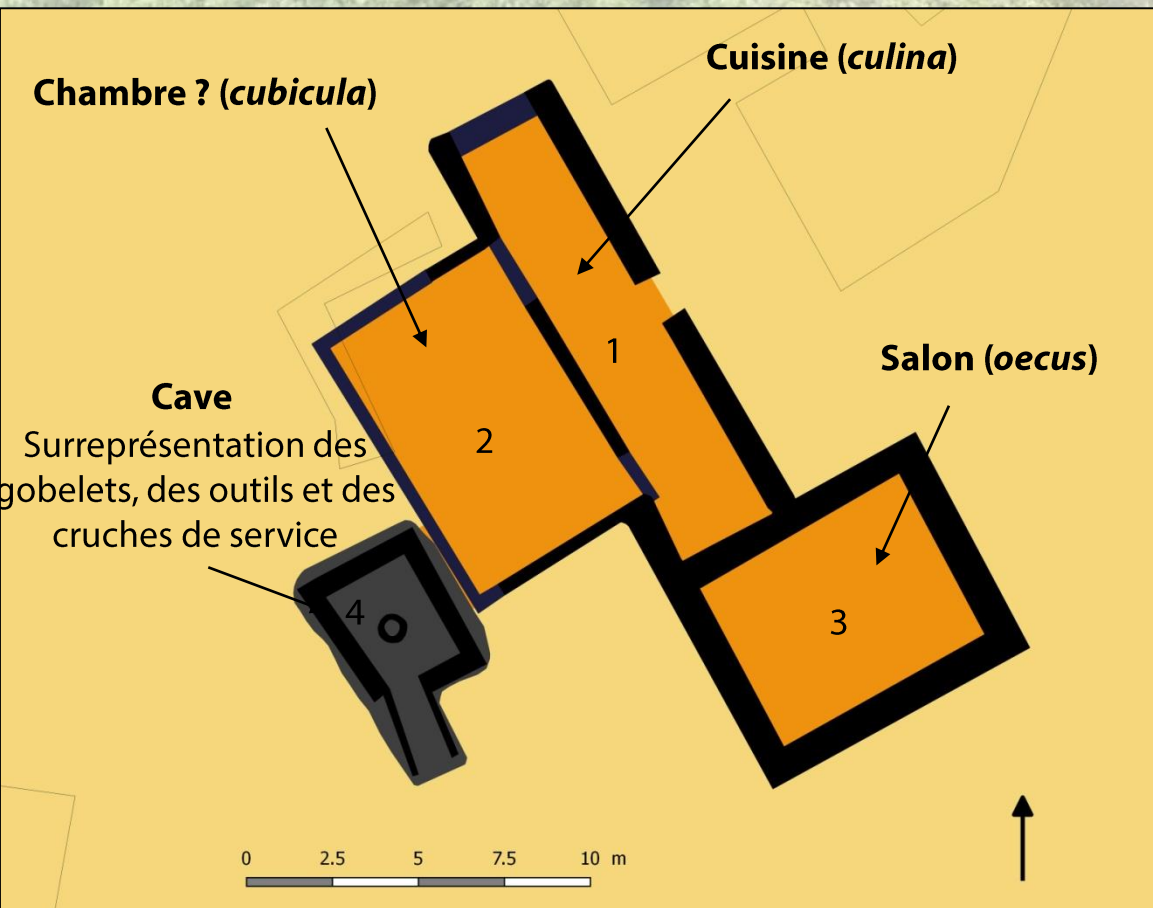 Cuisine (culina)
Chambre ? (cubicula)
1
Salon (oecus)
Cave
Surreprésentation des
gobelets, des outils et des
cruches de service
2
4
3
0 2.5 5 7.5 10 m